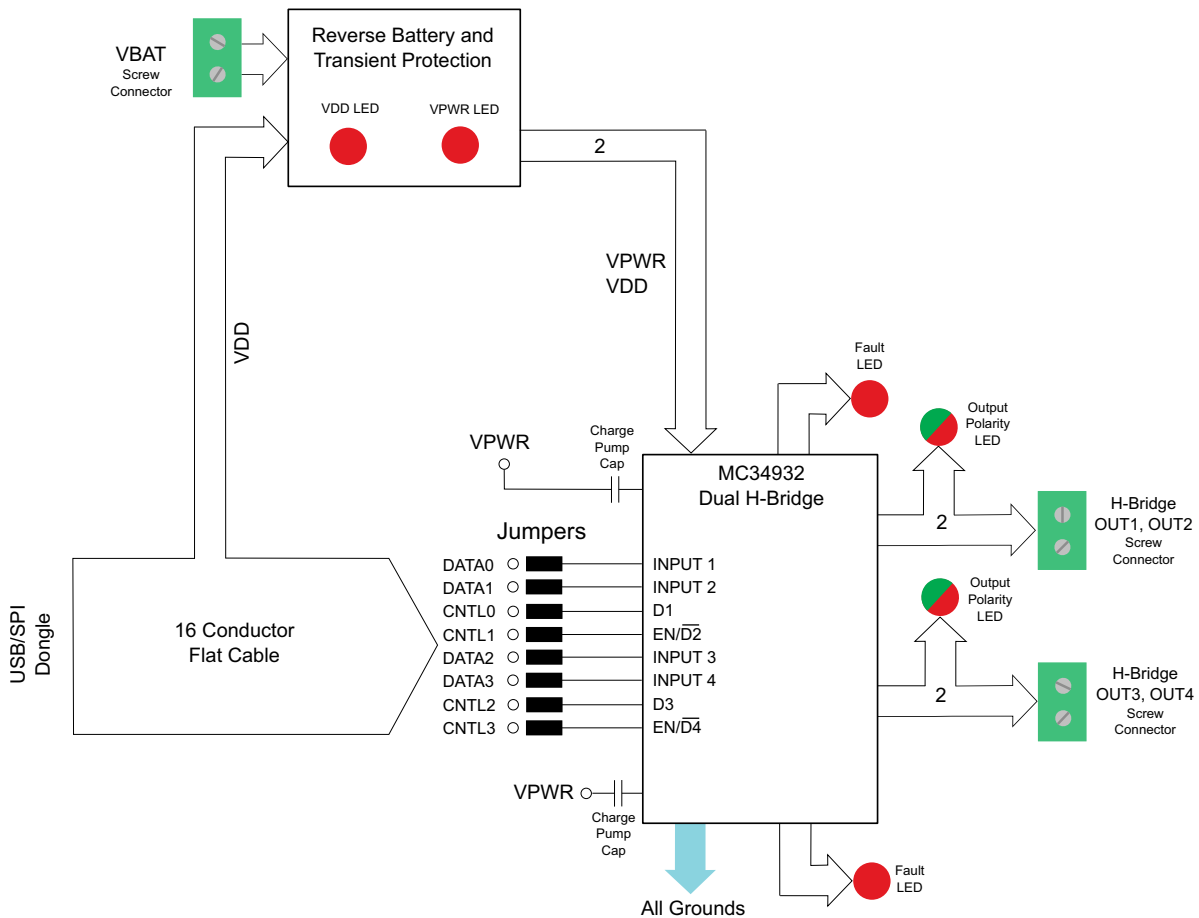 VBAT
Screw
Connector
Reverse Battery and
Transient Protection
VDD LED
VPWR LED
2
VPWR
VDD
VDD
Fault
LED
Output
Polarity
LED
VPWR
Charge
Pump
Cap
MC34932
Dual H-Bridge
2
H-Bridge
OUT1, OUT2
Screw
Connector
Jumpers
DATA0
INPUT 1
DATA1
INPUT 2
CNTL0
D1
CNTL1
EN/D̅2̅
DATA2
INPUT 3
DATA3
INPUT 4
CNTL2
D3
CNTL3
EN/D̅4̅
USB/SPI
Dongle
16 Conductor
Flat Cable
Output
Polarity
LED
2
H-Bridge
OUT3, OUT4
Screw
Connector
VPWR
Charge
Pump
Cap
Fault
LED
All Grounds